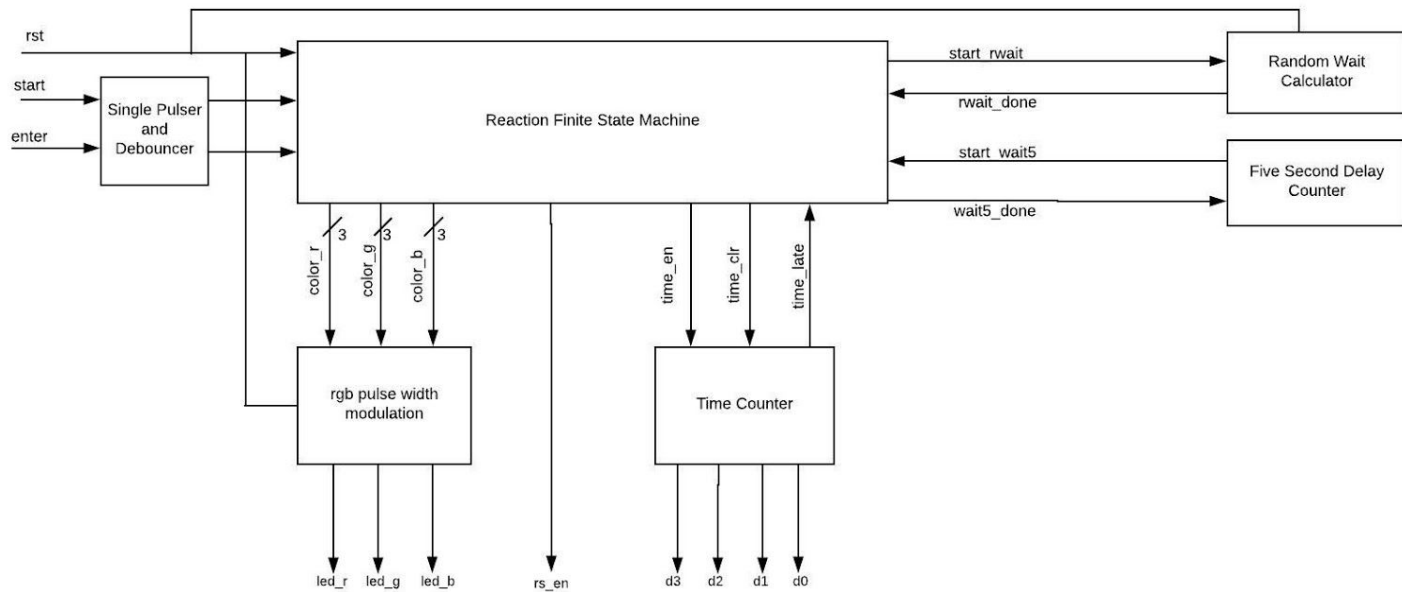 rst
start
enter
Single Pulser
and
Debouncer
Reaction Finite State Machine
start_rwait
rwait_done
Random Wait
Calculator
start_wait5
wait5_done
Five Second Delay
Counter
3
3
3
color_r
color_g
color_b
time_en
time_clr
time_late
rgb pulse width
modulation
Time Counter
led_r
led_g
led_b
rs_en
d3
d2
d1
d0